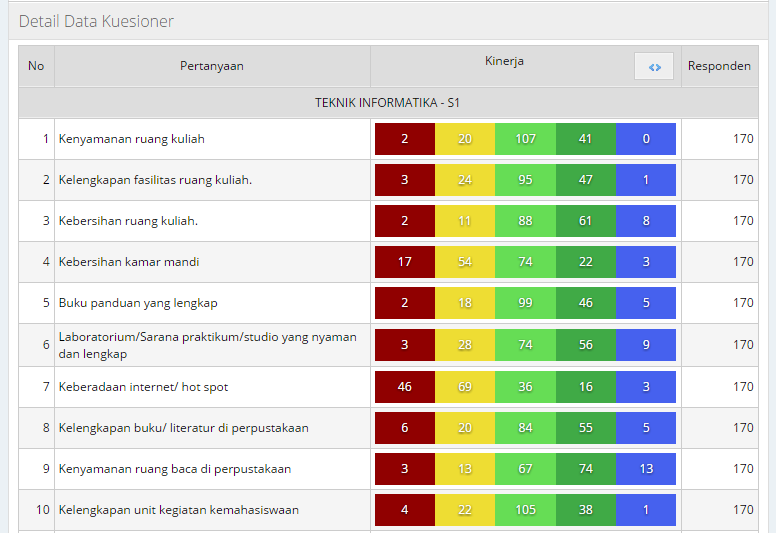 Detail Data Kuesioner
No Pertanyaan Kinerja <> Responden
TEKNIK INFORMATIKA - S1
1 Kenyamanan ruang kuliah 2 20 107 41 0 170
2 Kelengkapan fasilitas ruang kuliah. 3 24 95 47 1 170
3 Kebersihan ruang kuliah. 2 11 88 61 8 170
4 Kebersihan kamar mandi 17 54 74 22 3 170
5 Buku panduan yang lengkap 2 18 99 46 5 170
6 Laboratorium/Sarana praktikum/studio yang nyaman
dan lengkap 3 28 74 56 9 170
7 Keberadaan internet/ hot spot 46 69 36 16 3 170
8 Kelengkapan buku/ literatur di perpustakaan 6 20 84 55 5 170
9 Kenyamanan ruang baca di perpustakaan 3 13 67 74 13 170
10 Kelengkapan unit kegiatan kemahasiswaan 4 22 105 38 1 170